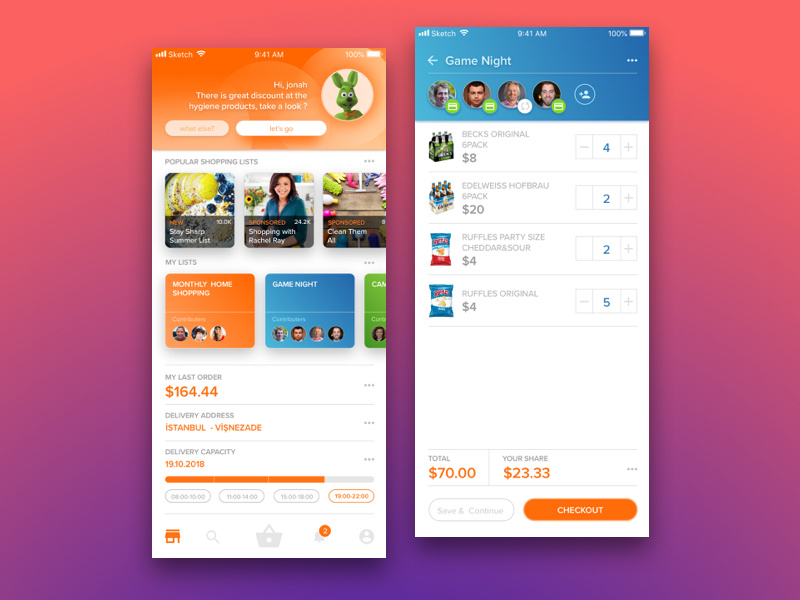 Sketch
9:41 AM
100%
Hi, jonah
There is great discount at the
hygiene products, take a look ?
what else?
let's go
POPULAR SHOPPING LISTS
NEW
10.0K
Stay Sharp
Summer List
SPONSORED
24.2K
Shopping with
Rachel Ray
SPONSORED
8
Clean Them
All
MY LISTS
MONTHLY HOME
SHOPPING
Contributers
GAME NIGHT
Contributers
CAM
Contributers
MY LAST ORDER
$164.44
DELIVERY ADDRESS
İSTANBUL - VİŞNEZADE
DELIVERY CAPACITY
19.10.2018
08:00-10:00
11:00-14:00
15:00-18:00
19:00-22:00
2
Sketch
9:41 AM
100%
Game Night
BECKS ORIGINAL
6PACK
$8
4
EDELWEISS HOFBRAU
6PACK
$20
2
RUFFLES PARTY SIZE
CHEDDAR&SOUR
$4
2
RUFFLES ORIGINAL
$4
5
TOTAL
$70.00
YOUR SHARE
$23.33
Save & Continue
CHECKOUT